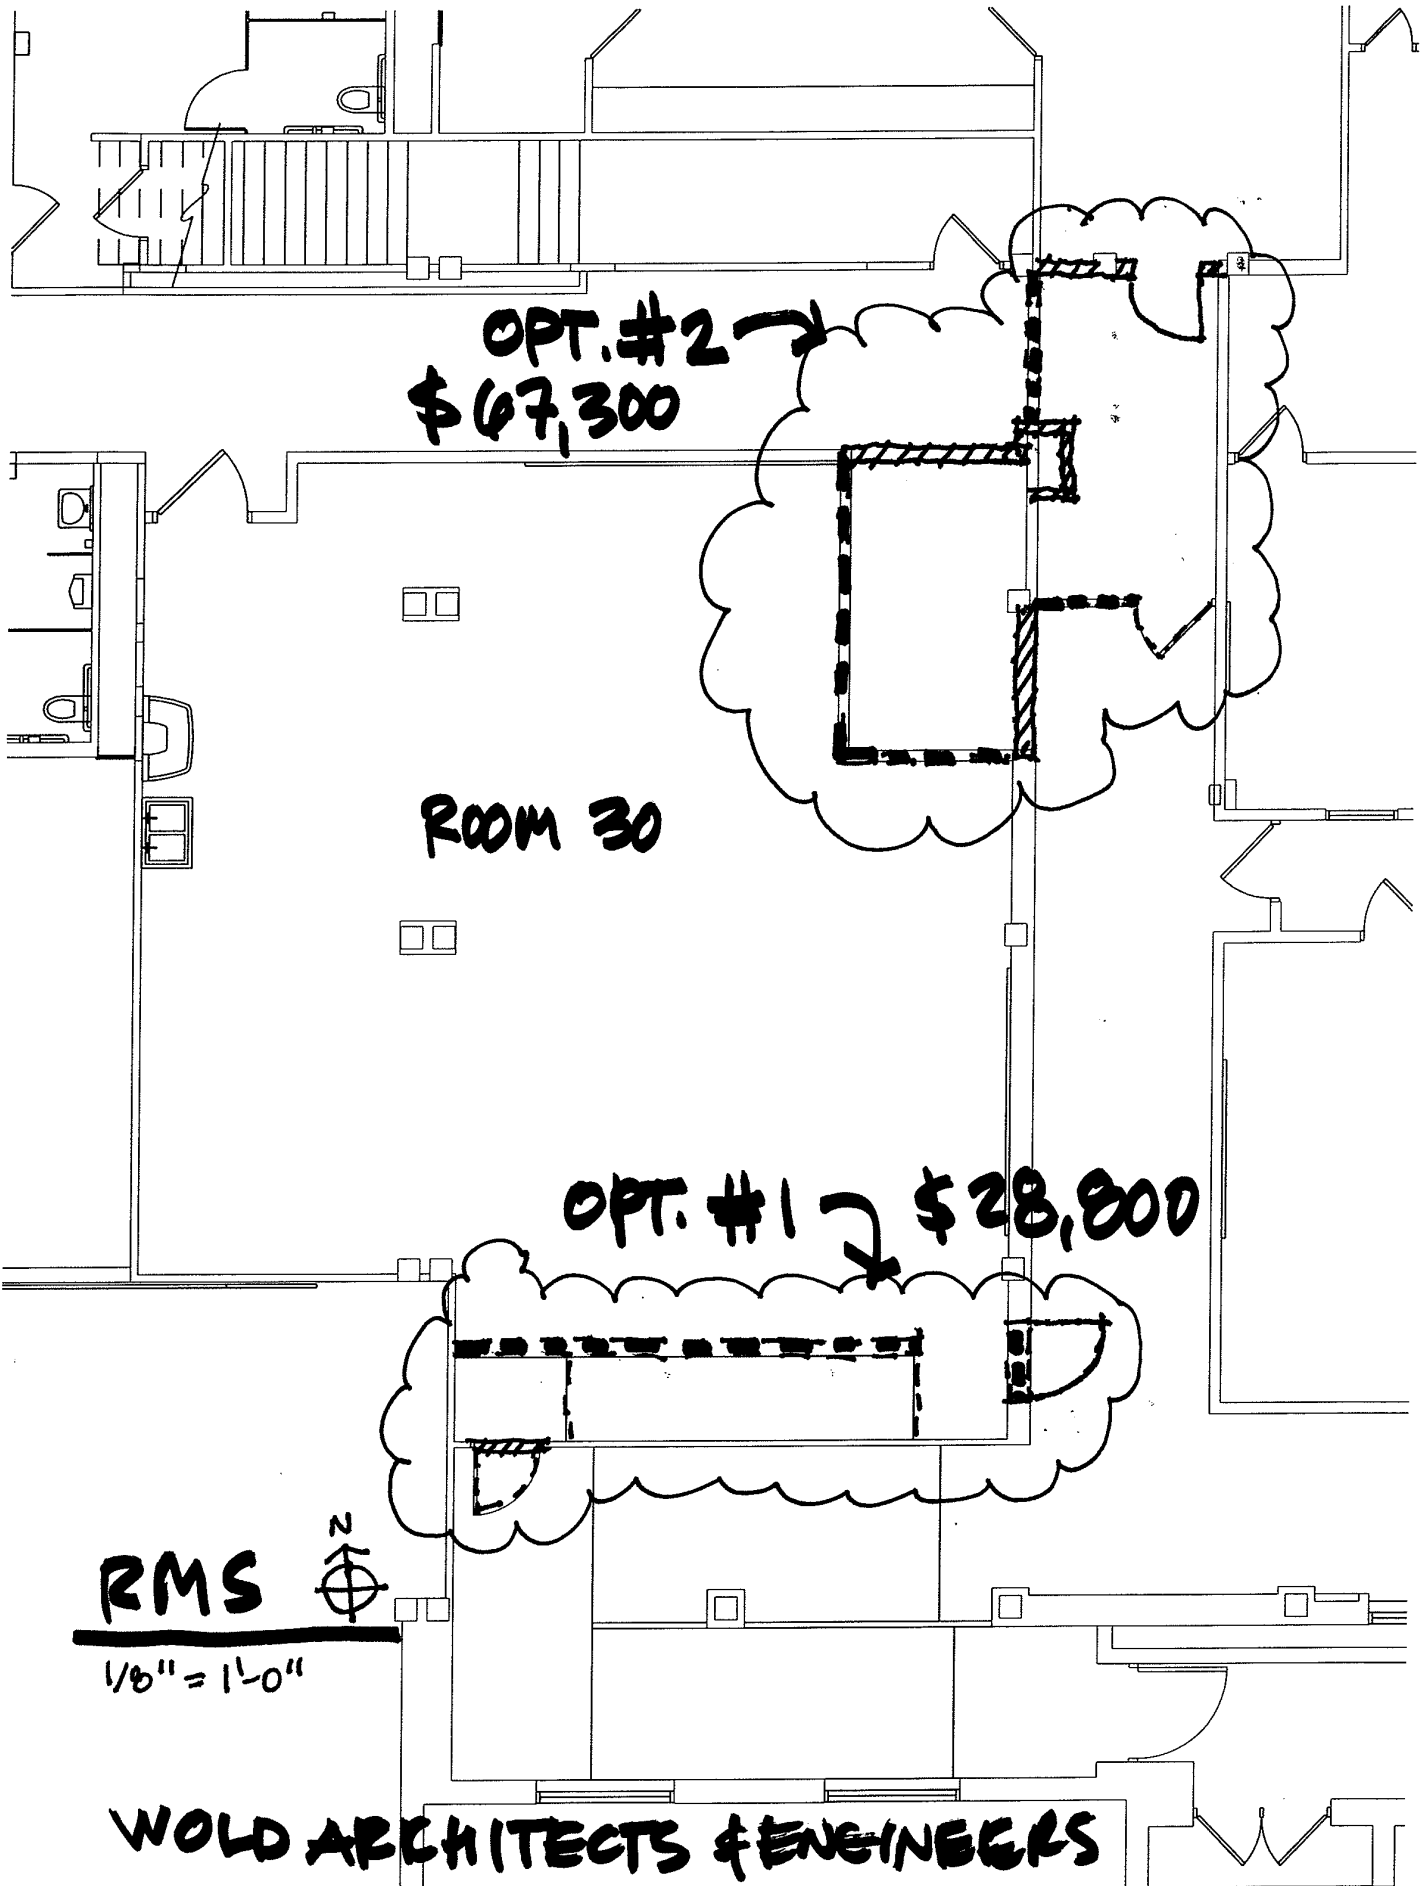 OPT. #2
$67,300
ROOM 30
OPT. #1 $28,800
N
RMS
1/8" = 1'-0"
WOLD ARCHITECTS & ENGINEERS